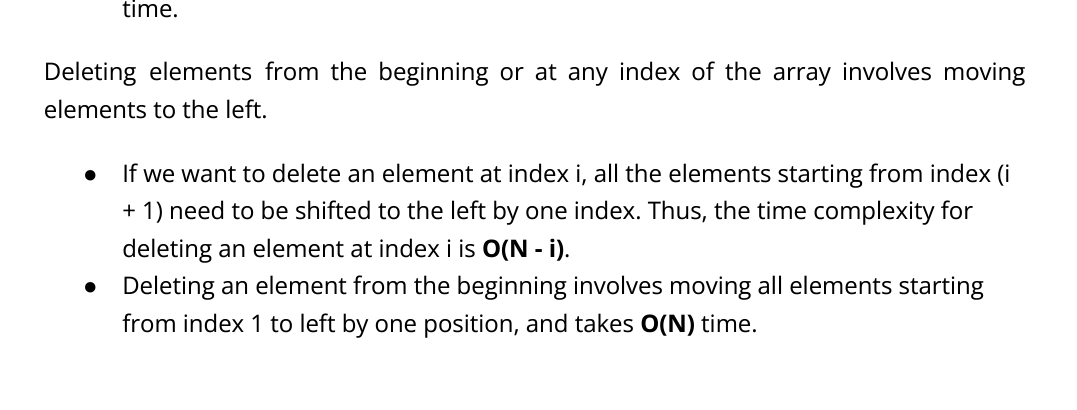 time.
Deleting elements from the beginning or at any index of the array involves moving
elements to the left.
● If we want to delete an element at index i, all the elements starting from index (i
+ 1) need to be shifted to the left by one index. Thus, the time complexity for
deleting an element at index i is O(N - i).
● Deleting an element from the beginning involves moving all elements starting
from index 1 to left by one position, and takes O(N) time.